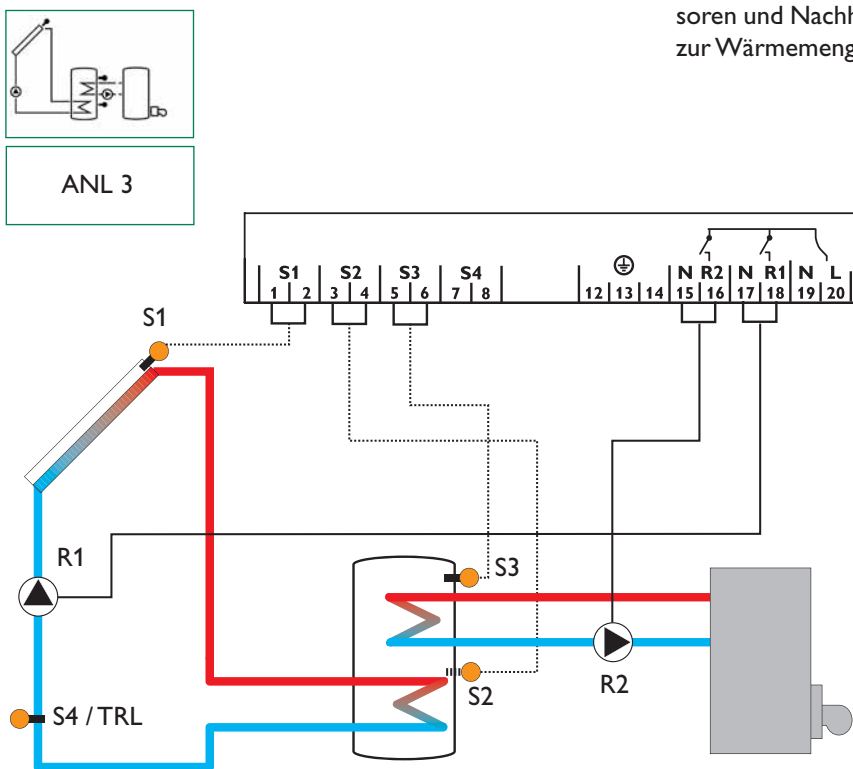 soren und Nachh
zur Wärmemeng
ANL 3
S1 S2 S3 S4 N R2 N R1 N L
1 2 3 4 5 6 7 8 12 13 14 15 16 17 18 19 20
S1
R1
S3
S2
R2
S4 / TRL